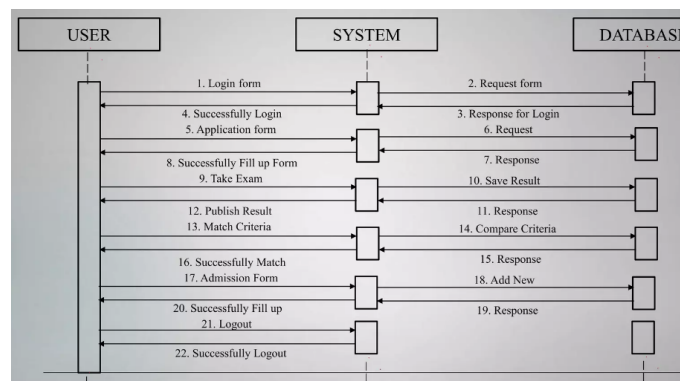 USER
SYSTEM
DATABAS
1. Login form
2. Request form
4. Successfully Login
3. Response for Login
5. Application form
6. Request
8. Successfully Fill up Form
7. Response
9. Take Exam
10. Save Result
12. Publish Result
11. Response
13. Match Criteria
14. Compare Criteria
16. Successfully Match
15. Response
17. Admission Form
18. Add New
20. Successfully Fill up
19. Response
21. Logout
22. Successfully Logout